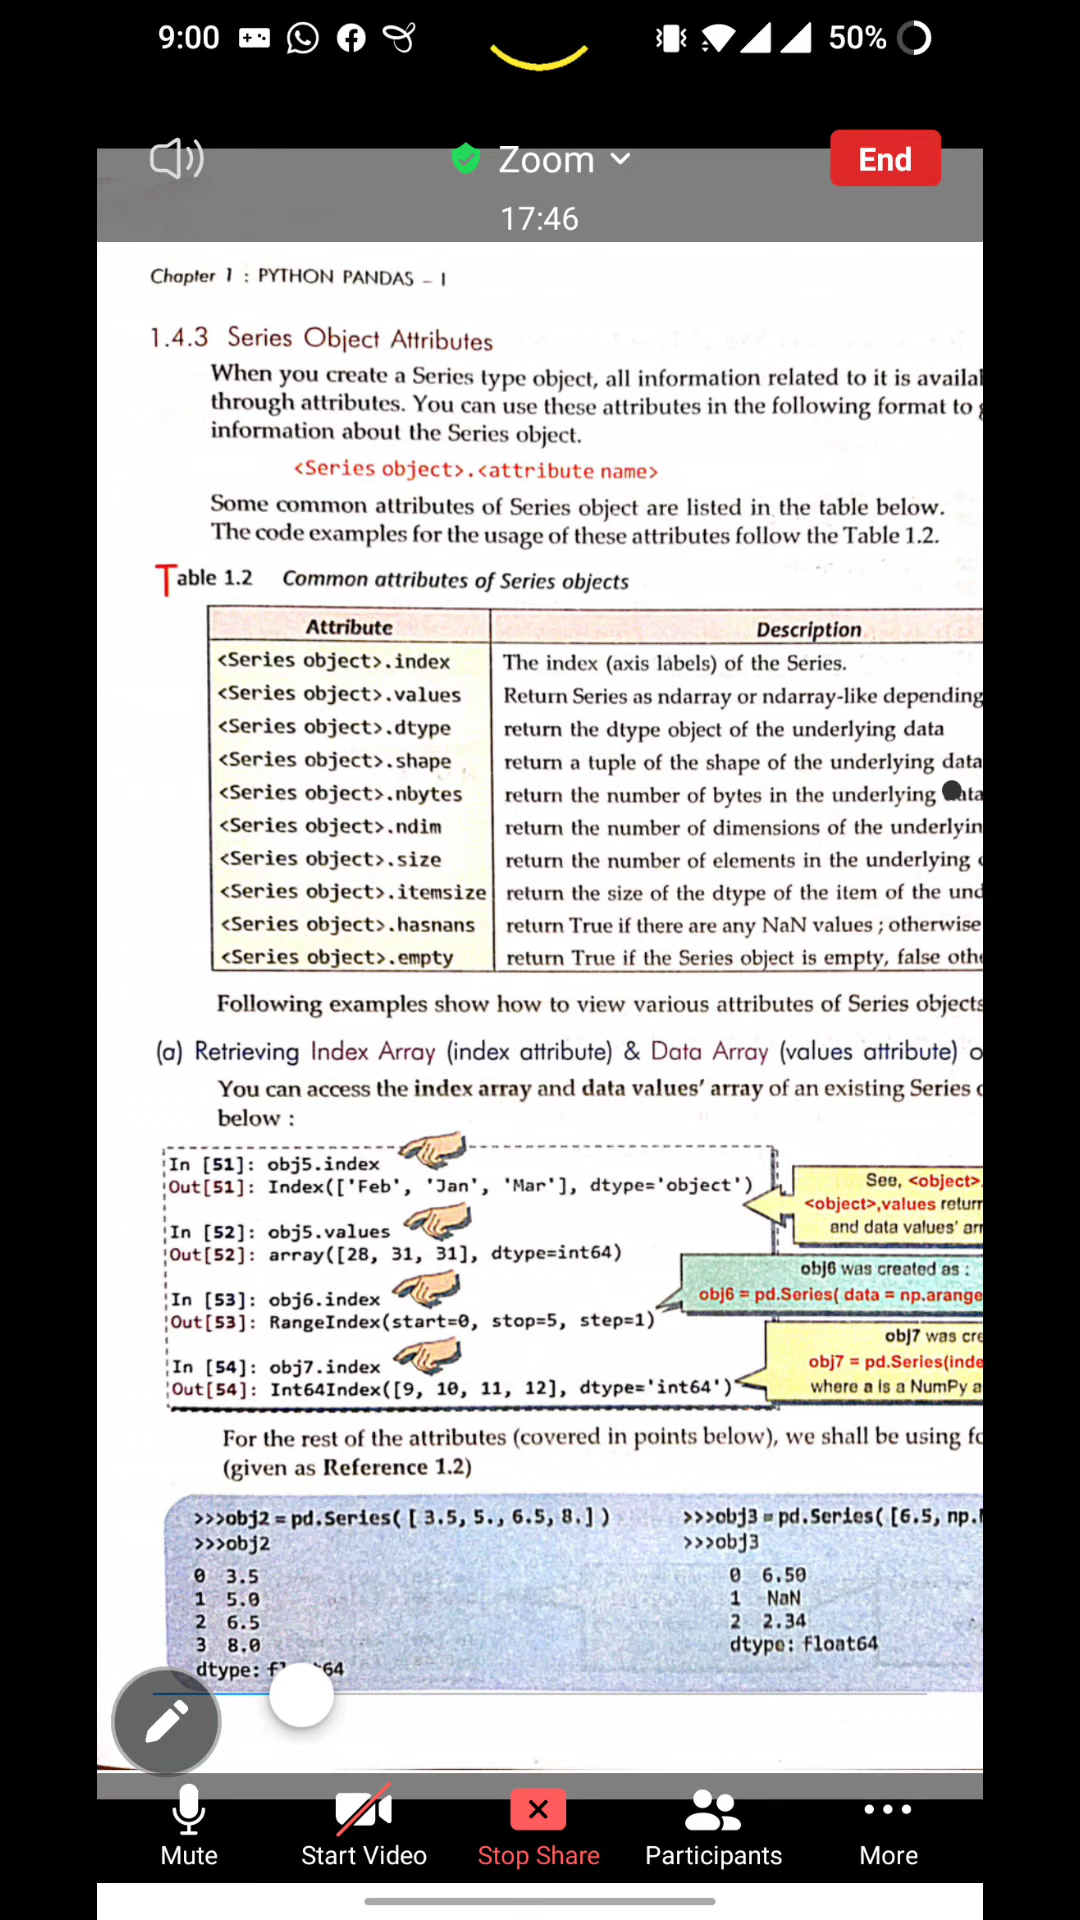 9:00
50%
Zoom
End
17:46
Chapter 1 : PYTHON PANDAS – I
1.4.3 Series Object Attributes
When you create a Series type object, all information related to it is
through attributes. You can use these attributes in the following format to
information about the Series object.
<Series object>.<attribute name>
Some common attributes of Series object are listed in the table below.
The code examples for the usage of these attributes follow the Table 1.2.
Table 1.2 Common attributes of Series objects
Attribute Description
<Series object>.index The index (axis labels) of the Series.
<Series object>.values Return Series as ndarray or ndarray-like depending
<Series object>.dtype return the dtype object of the underlying data
<Series object>.shape return a tuple of the shape of the underlying data
<Series object>.nbytes return the number of bytes in the underlying
<Series object>.ndim return the number of dimensions of the
<Series object>.size return the number of elements in the underlying
<Series object>.itemsize return the size of the dtype of the item of the
<Series object>.hasnans return True if there are any NaN values ; otherwise
<Series object>.empty return True if the Series object is empty, false
Following examples show how to view various attributes of Series objects
(a) Retrieving Index Array (index attribute) & Data Array (values attribute)
You can access the index array and data values' array of an existing Series
below :
In [51]: obj5.index
Out[51]: Index(['Feb', 'Jan', 'Mar'], dtype='object')
See, <object>.
<object>,values
and data values'
In [52]: obj5.values
Out[52]: array([28, 31, 31], dtype=int64)
obj6 was created as :
obj6 = pd.Series( data = np.arange
In [53]: obj6.index
Out[53]: RangeIndex(start=0, stop=5, step=1)
obj7 was
obj7 = pd.Series(
where a is a NumPy
In [54]: obj7.index
Out[54]: Int64Index([9, 10, 11, 12], dtype='int64')
For the rest of the attributes (covered in points below), we shall be using
(given as Reference 1.2)
>>>obj2 = pd.Series( [ 3.5, 5., 6.5, 8.] )
>>>obj2
0 3.5
1 5.0
2 6.5
3 8.0
dtype: 64
>>>obj3 = pd.Series( [6.5, np.
>>>obj3
0 6.50
1 NaN
2 2.34
dtype: float64
Mute
Start Video
Stop Share
Participants
More